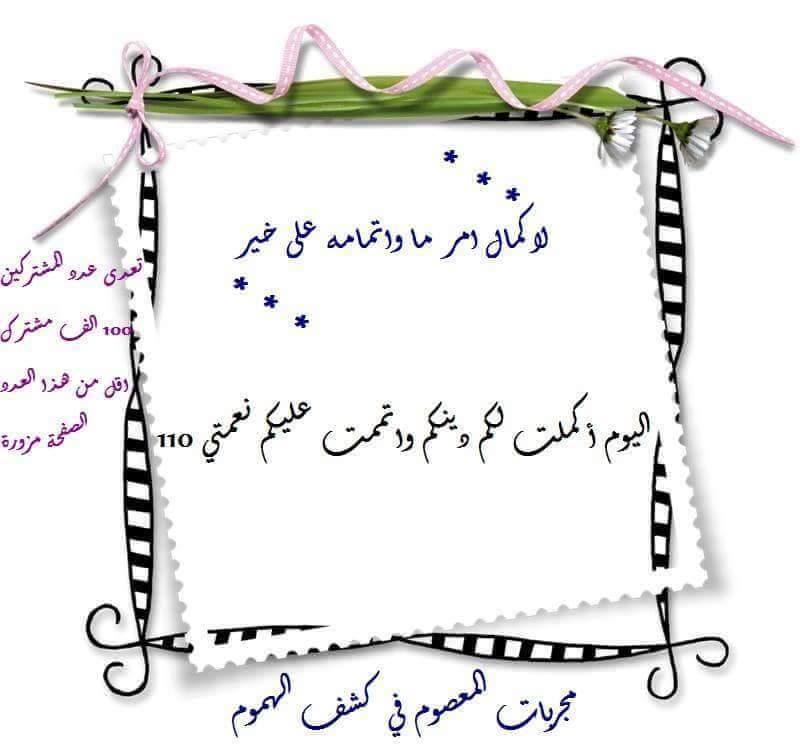 لاكمال امر ما واتمامه على خير
تعدى عدد المشتركين
100 الف مشترك
اقل من هذا العدد
الصفحة مزورة
اليوم أكملت لكم دينكم واتممت عليكم نعمتي 110
مجربات المعصوم في كشف الهموم